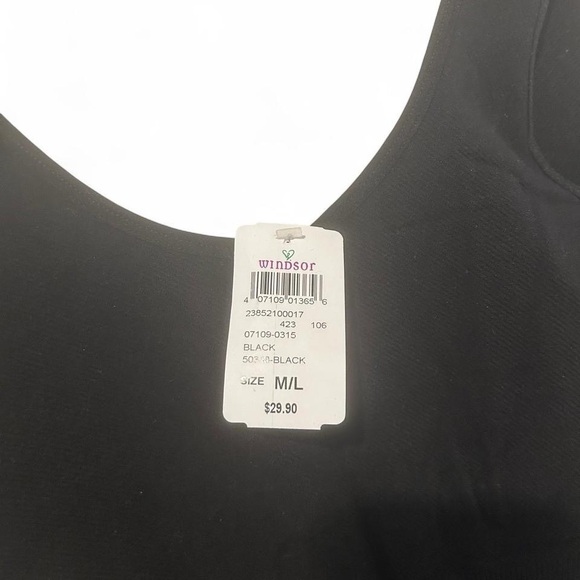 WINDSOR
4 07109 01365 6
23852100017
423 106
07109-0315
BLACK
SIZE M/L
$29.90